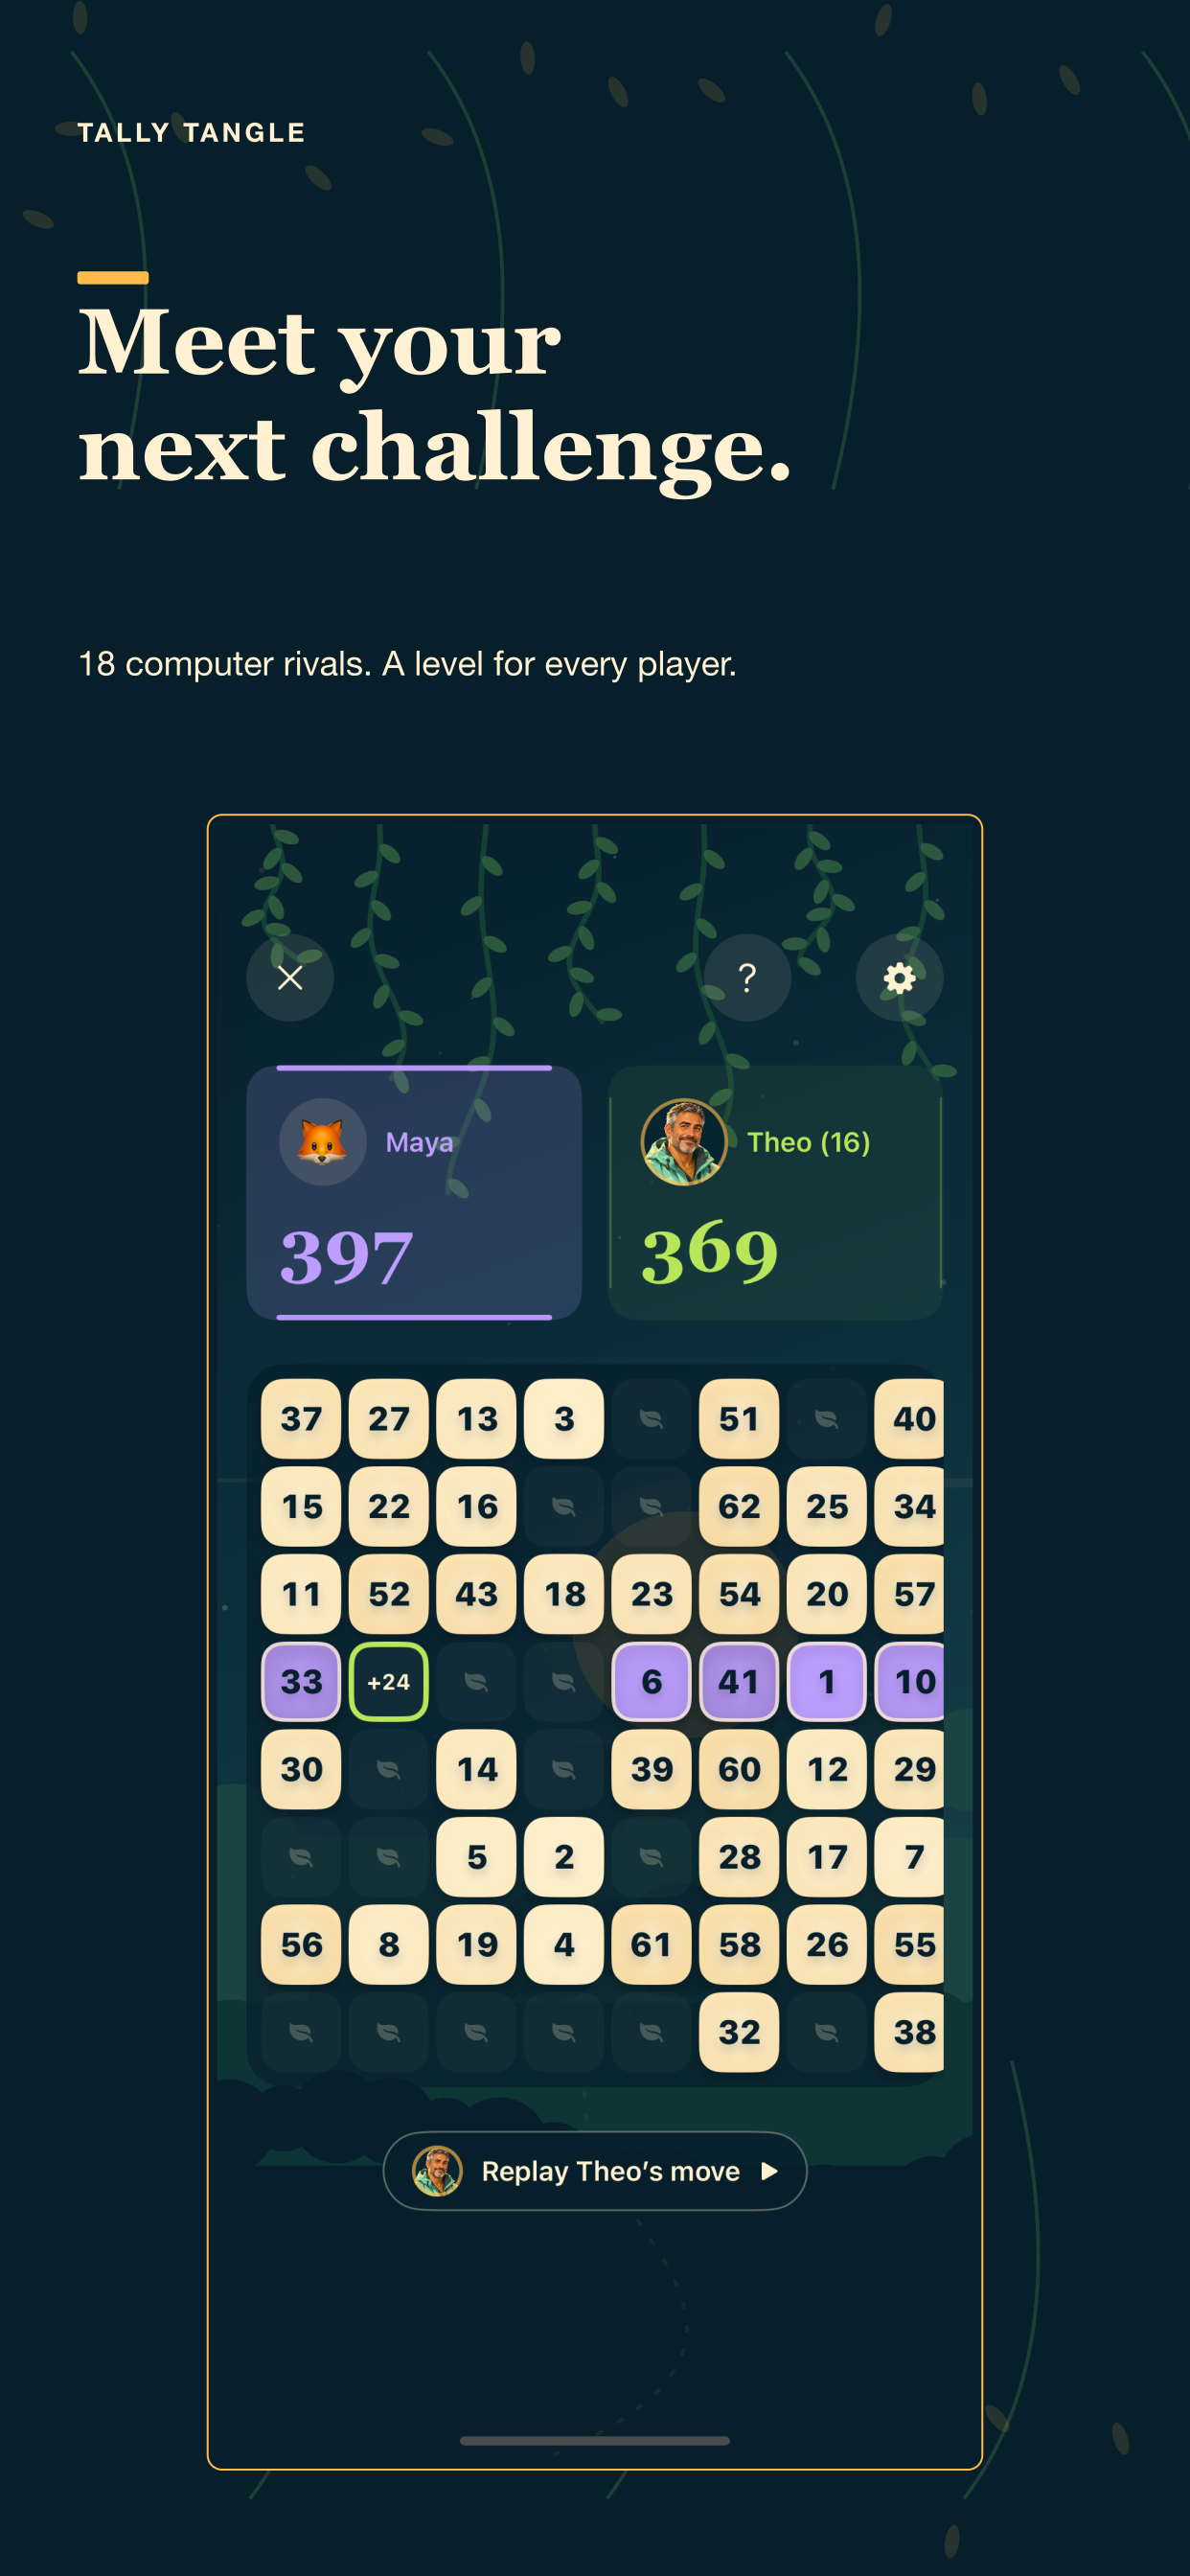 TALLY TANGLE
Meet your
next challenge.
18 computer rivals. A level for every player.
?
Maya
Theo (16)
397
369
37 27 13 3 51 40
15 22 16 62 25 34
11 52 43 18 23 54 20 57
33 +24 6 41 1 10
30 14 39 60 12 29
5 2 28 17 7
56 8 19 4 61 58 26 55
32 38
Replay Theo’s move